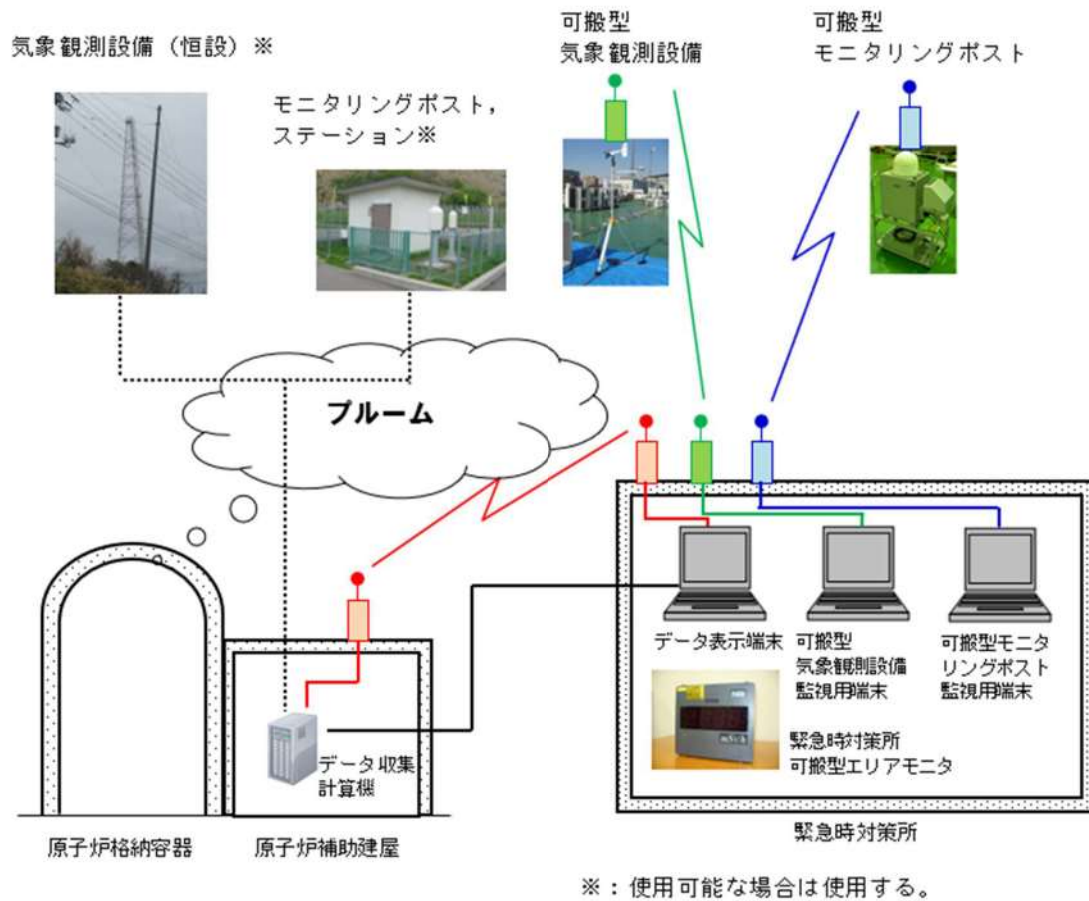 気象観測設備（恒設）※
モニタリングポスト，
ステーション※
可搬型
気象観測設備
可搬型
モニタリングポスト
プルーム
データ表示端末
可搬型
気象観測設備
監視用端末
可搬型モニタ
リングポスト
監視用端末
緊急時対策所
可搬型エリアモニタ
データ収集
計算機
原子炉格納容器
原子炉補助建屋
緊急時対策所
※：使用可能な場合は使用する。